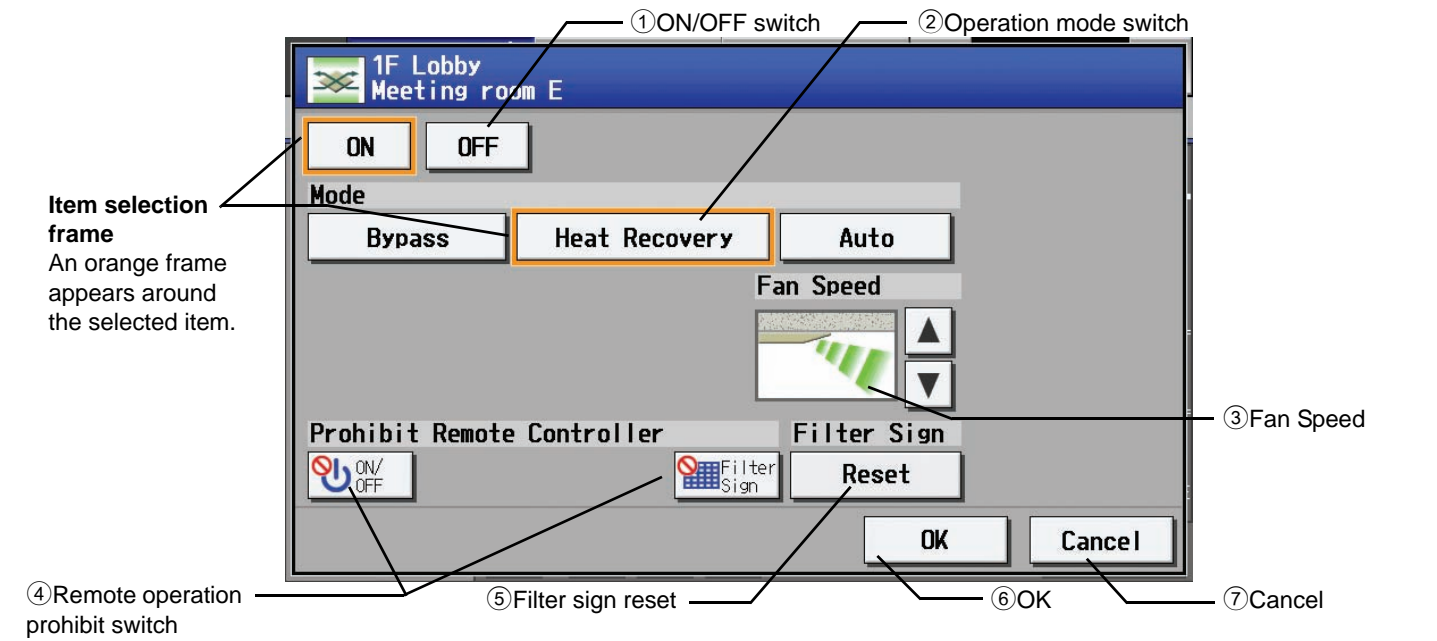 ①ON/OFF switch
②Operation mode switch
1F Lobby
Meeting room E
ON
OFF
Item selection
frame
An orange frame
appears around
the selected item.
Mode
Bypass
Heat Recovery
Auto
Fan Speed
③Fan Speed
Prohibit Remote Controller
Filter Sign
ON/
OFF
Filter
Sign
Reset
OK
Cancel
④Remote operation
prohibit switch
⑤Filter sign reset
⑥OK
⑦Cancel